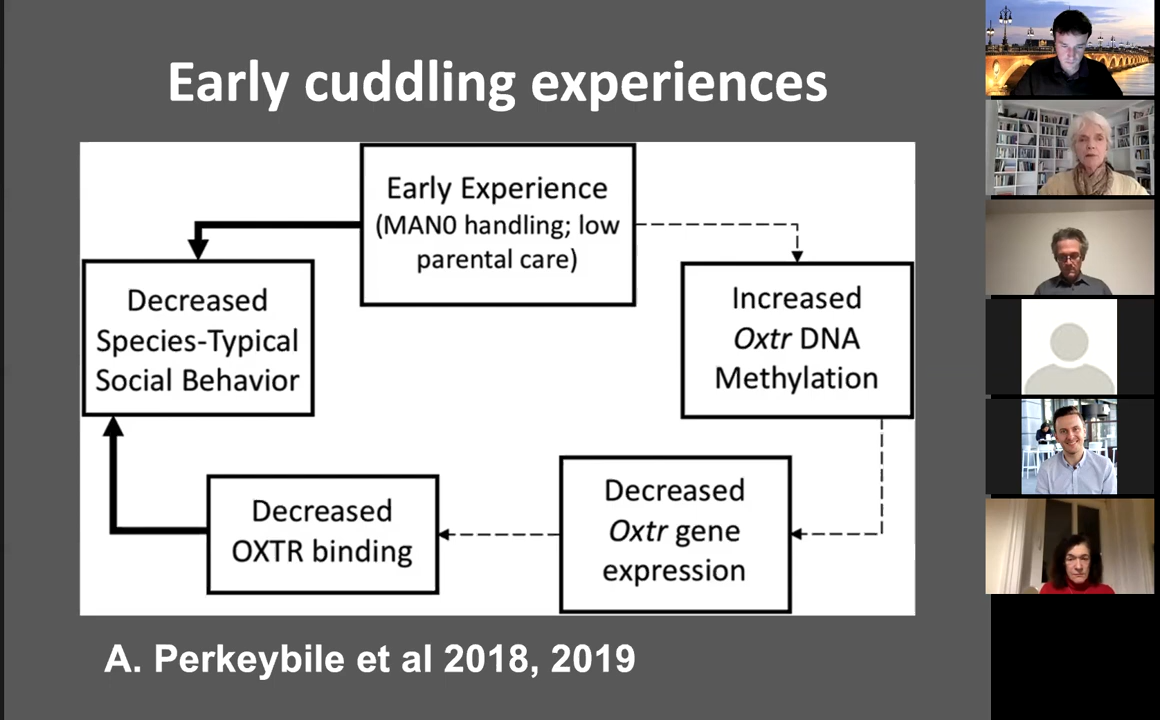 Early cuddling experiences
Early Experience
(MAN0 handling; low
parental care)
Decreased
Species-Typical
Social Behavior
Increased
Oxtr DNA
Methylation
Decreased
OXTR binding
Decreased
Oxtr gene
expression
A. Perkeybile et al 2018, 2019